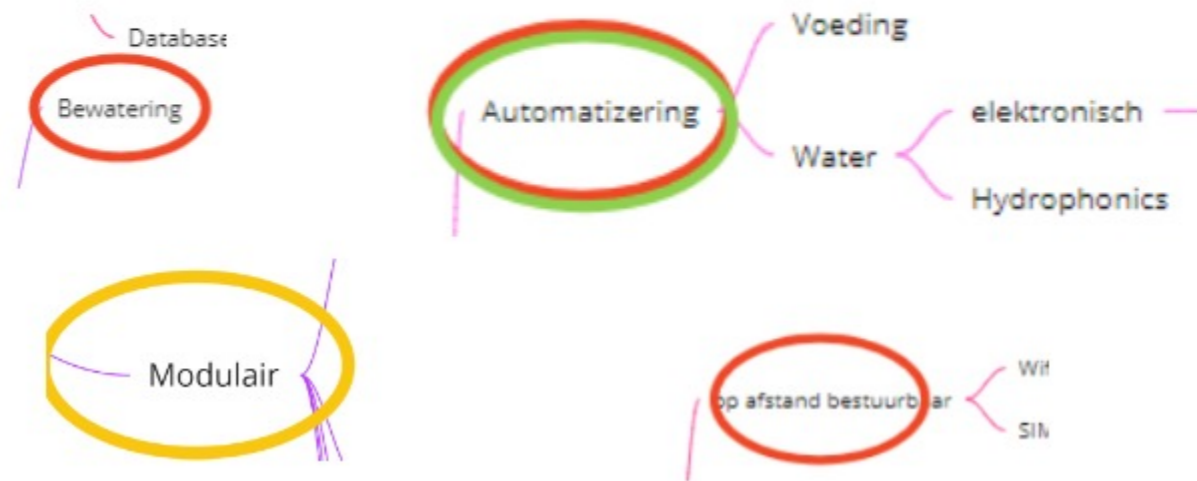 Database
Bewatering
Voeding
Automatizering
elektronisch
Water
Hydrophonics
Modulair
op afstand bestuurbaar